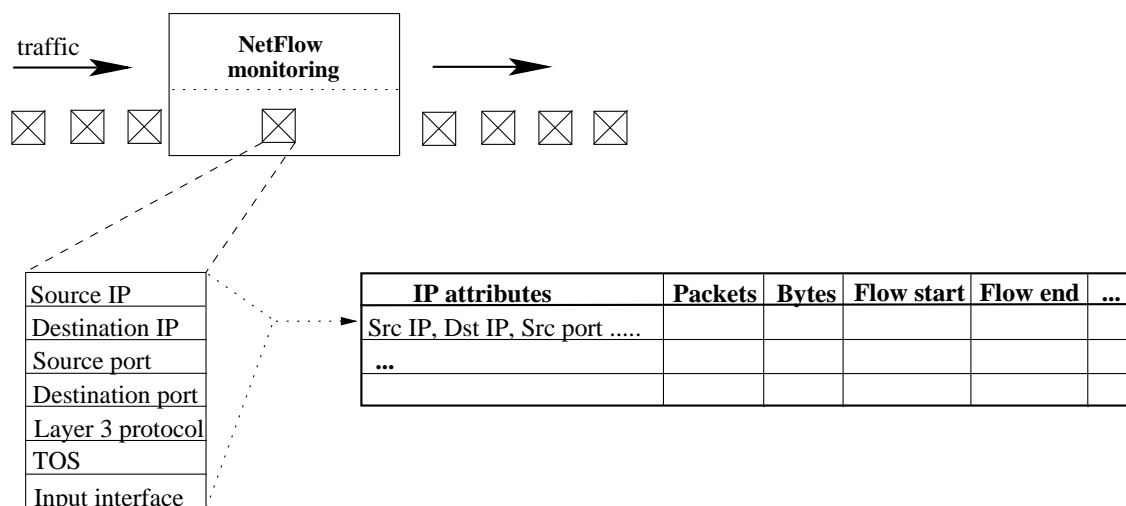 traffic
NetFlow
monitoring
Source IP
Destination IP
Source port
Destination port
Layer 3 protocol
TOS
Input interface
IP attributes Packets Bytes Flow start Flow end ...
Src IP, Dst IP, Src port .....
...